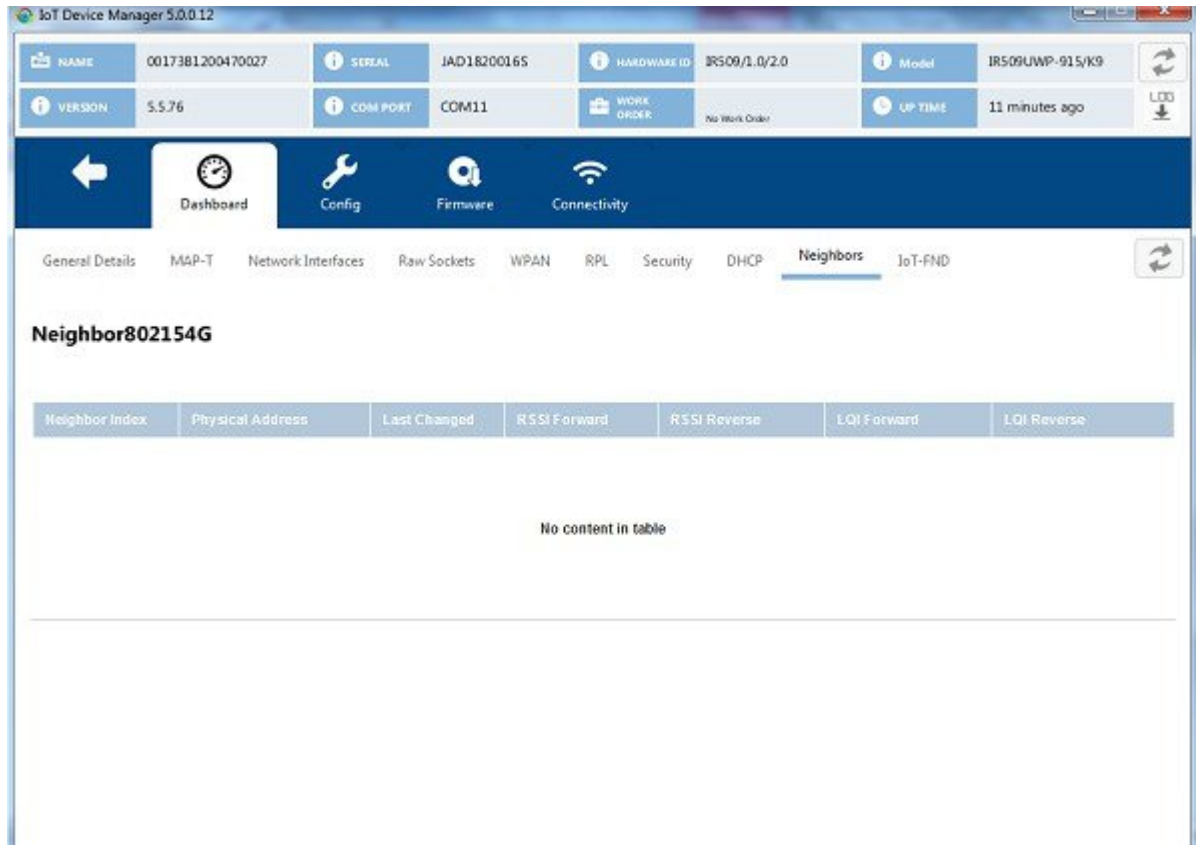 IoT Device Manager 5.0.0.12
NAME 0017381200470027 SERIAL JAD1820016S HARDWARE ID IR509/1.0/2.0 Model IR509UWP-915/K9
VERSION 5.5.76 COM PORT COM11 WORK ORDER No Work Order UP TIME 11 minutes ago LOG
Dashboard Config Firmware Connectivity
General Details MAP-T Network Interfaces Raw Sockets WPAN RPL Security DHCP Neighbors IoT-FND
Neighbor802154G
Neighbor Index Physical Address Last Changed RSSI Forward RSSI Reverse LQI Forward LQI Reverse
No content in table